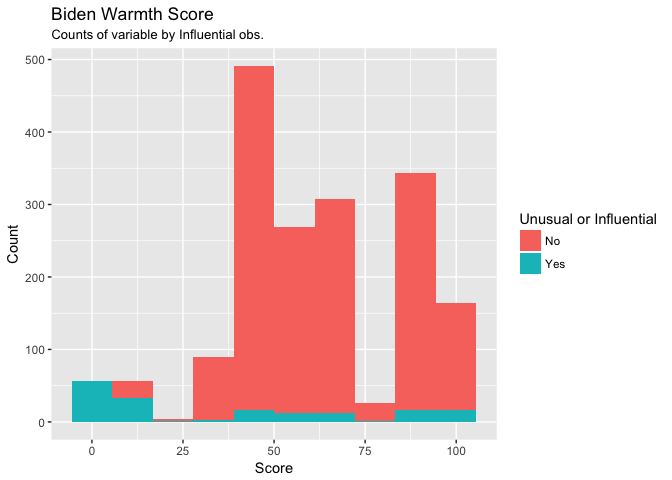 Biden Warmth Score
Counts of variable by Influential obs.
500
400
300
200
100
0
Count
0 25 50 75 100
Score
Unusual or Influential
No
Yes